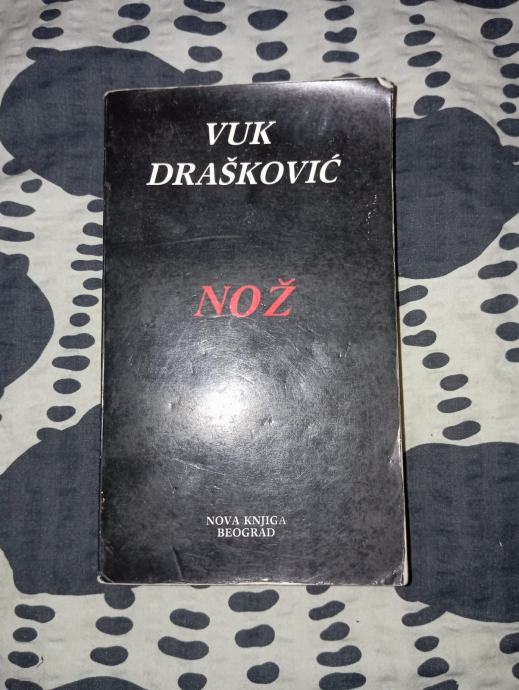 VUK
DRAŠKOVIĆ
NOŽ
NOVA KNJIGA
BEOGRAD